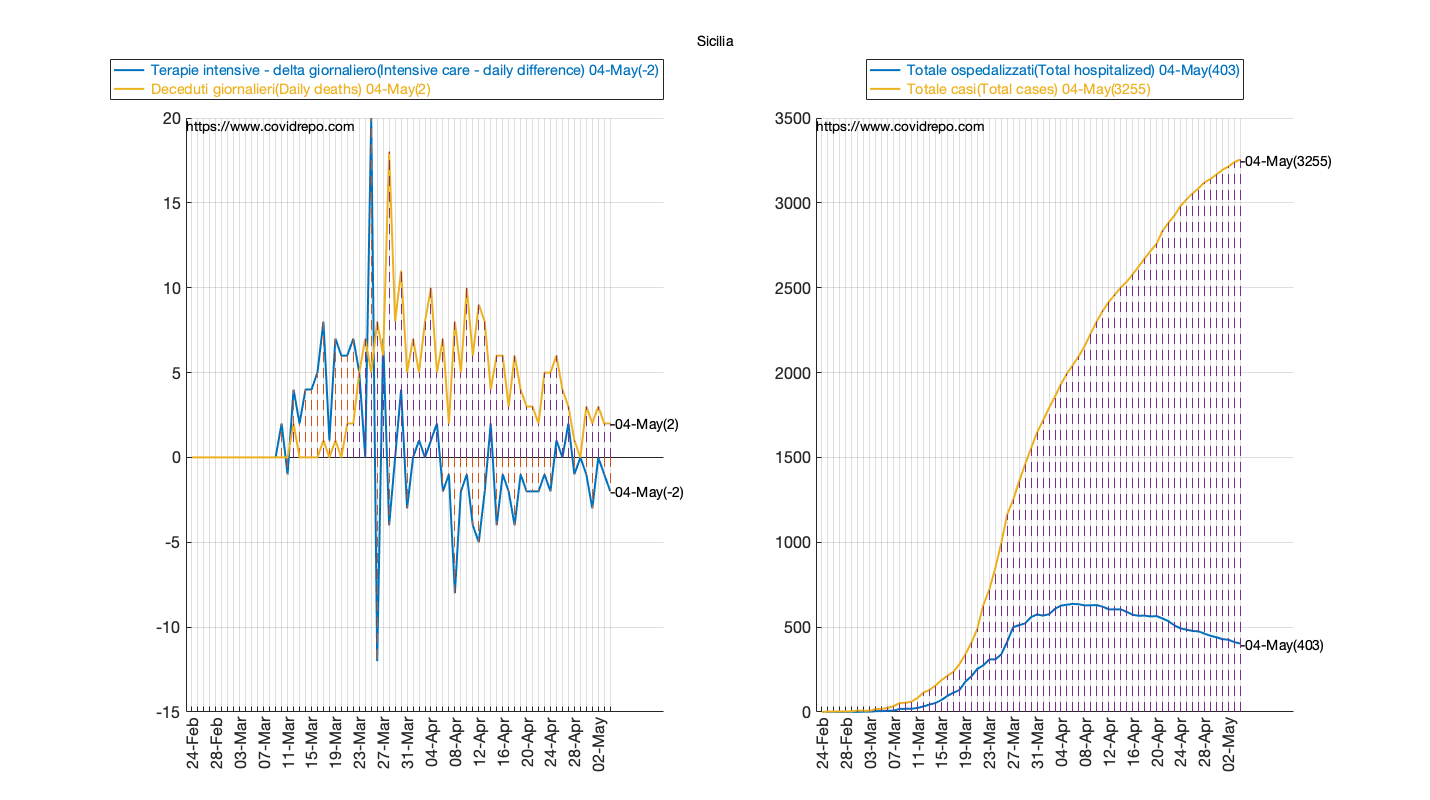 Sicilia
Terapie intensive - delta giornaliero(Intensive care - daily difference) 04-May(-2)
Deceduti giornalieri(Daily deaths) 04-May(2)
https://www.covidrepo.com
20
15
10
5
0
-5
-10
-15
04-May(2)
04-May(-2)
24-Feb
28-Feb
03-Mar
07-Mar
11-Mar
15-Mar
19-Mar
23-Mar
27-Mar
31-Mar
04-Apr
08-Apr
12-Apr
16-Apr
20-Apr
24-Apr
28-Apr
02-May
Totale ospedalizzati(Total hospitalized) 04-May(403)
Totale casi(Total cases) 04-May(3255)
https://www.covidrepo.com
3500
3000
2500
2000
1500
1000
500
0
04-May(3255)
04-May(403)
24-Feb
28-Feb
03-Mar
07-Mar
11-Mar
15-Mar
19-Mar
23-Mar
27-Mar
31-Mar
04-Apr
08-Apr
12-Apr
16-Apr
20-Apr
24-Apr
28-Apr
02-May